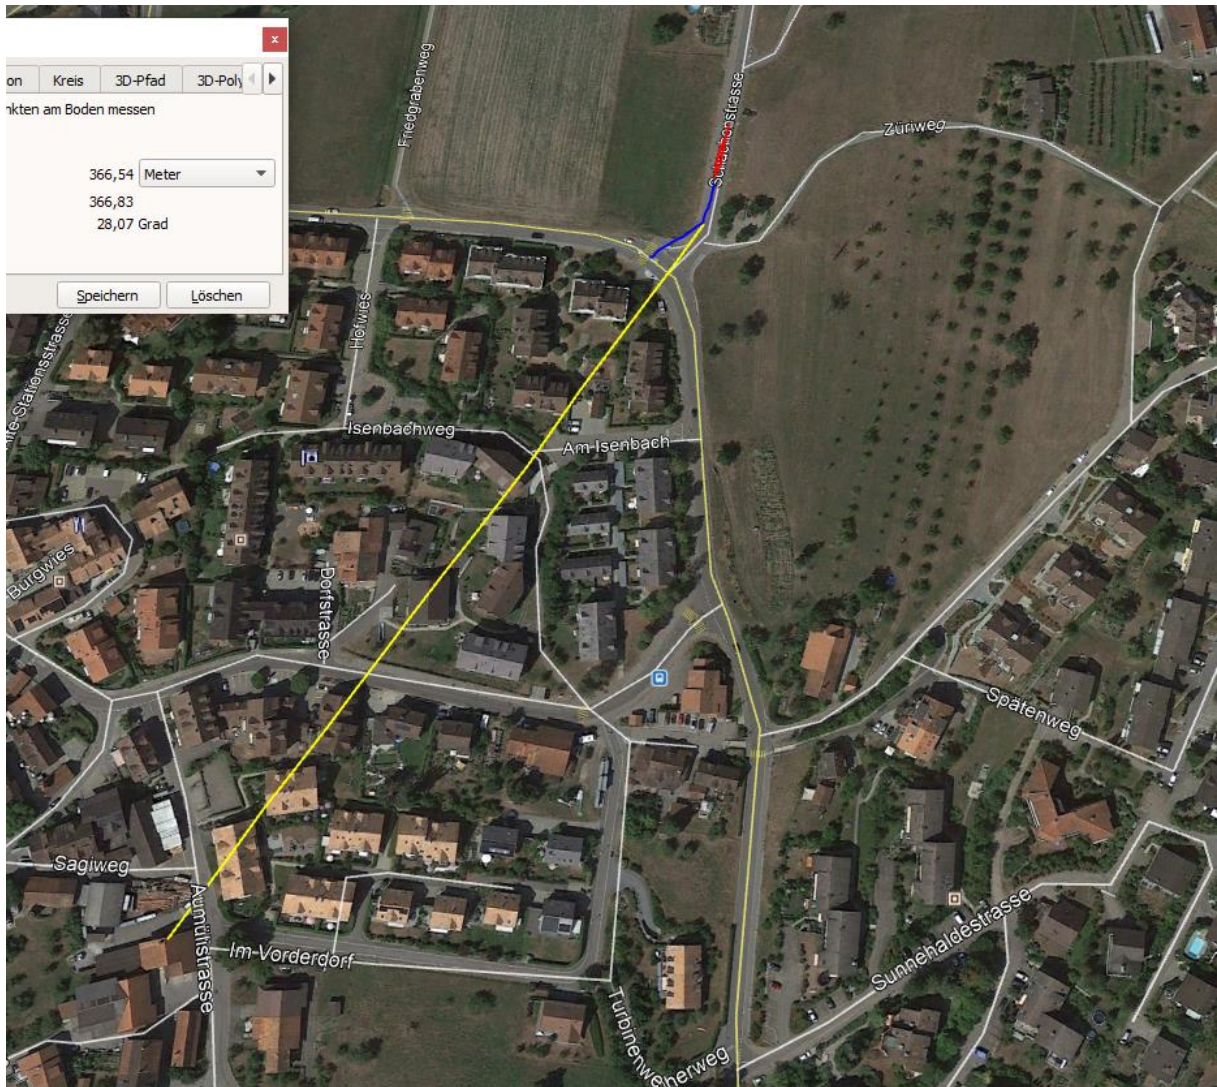 x
on Kreis 3D-Pfad 3D-Poly
nkten am Boden messen
366,54 Meter
366,83
28,07 Grad
Speichern Löschen
Friedgrabenweg
Züriweg
Hofwies
Isenbachweg
Am Isenbach
Burgwies
Dorfstrasse
Spätenweg
Sagiweg
Aumülistrasse
Im Vorderdorf
Sunnehaldestrasse